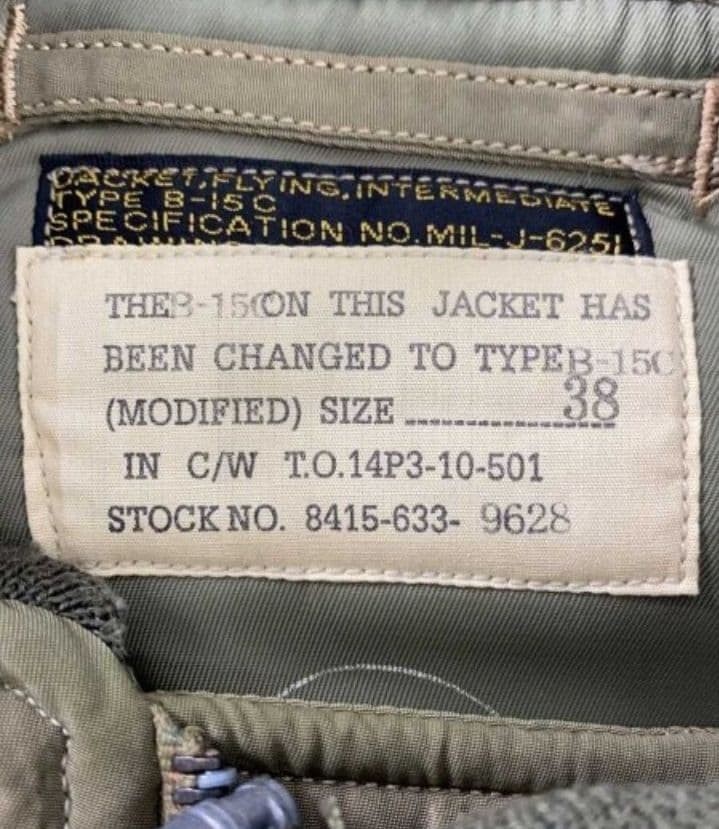 JACKET, FLYING, INTERMEDIATE
TYPE B-15C
SPECIFICATION NO. MIL-J-6251
THE B-15C ON THIS JACKET HAS
BEEN CHANGED TO TYPE B-15C
(MODIFIED) SIZE 38
IN C/W T.O.14P3-10-501
STOCK NO. 8415-633- 9628